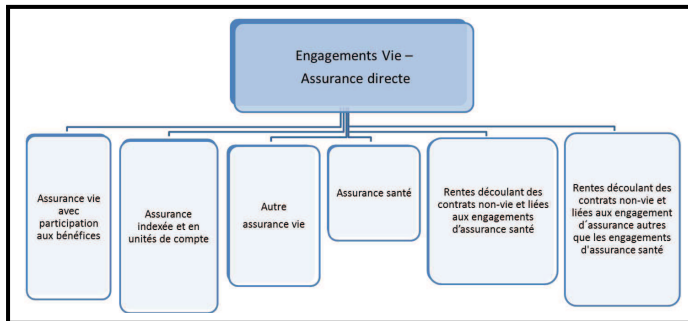 Engagements Vie –
Assurance directe
Assurance vie
avec
participation
aux bénéfices
Assurance
indexée et en
unités de compte
Autre
assurance vie
Assurance santé
Rentes découlant des
contrats non-vie et liées
aux engagements
d’assurance santé
Rentes découlant des
contrats non-vie et
liées aux engagement
d´assurance autres
que les engagements
d'assurance santé